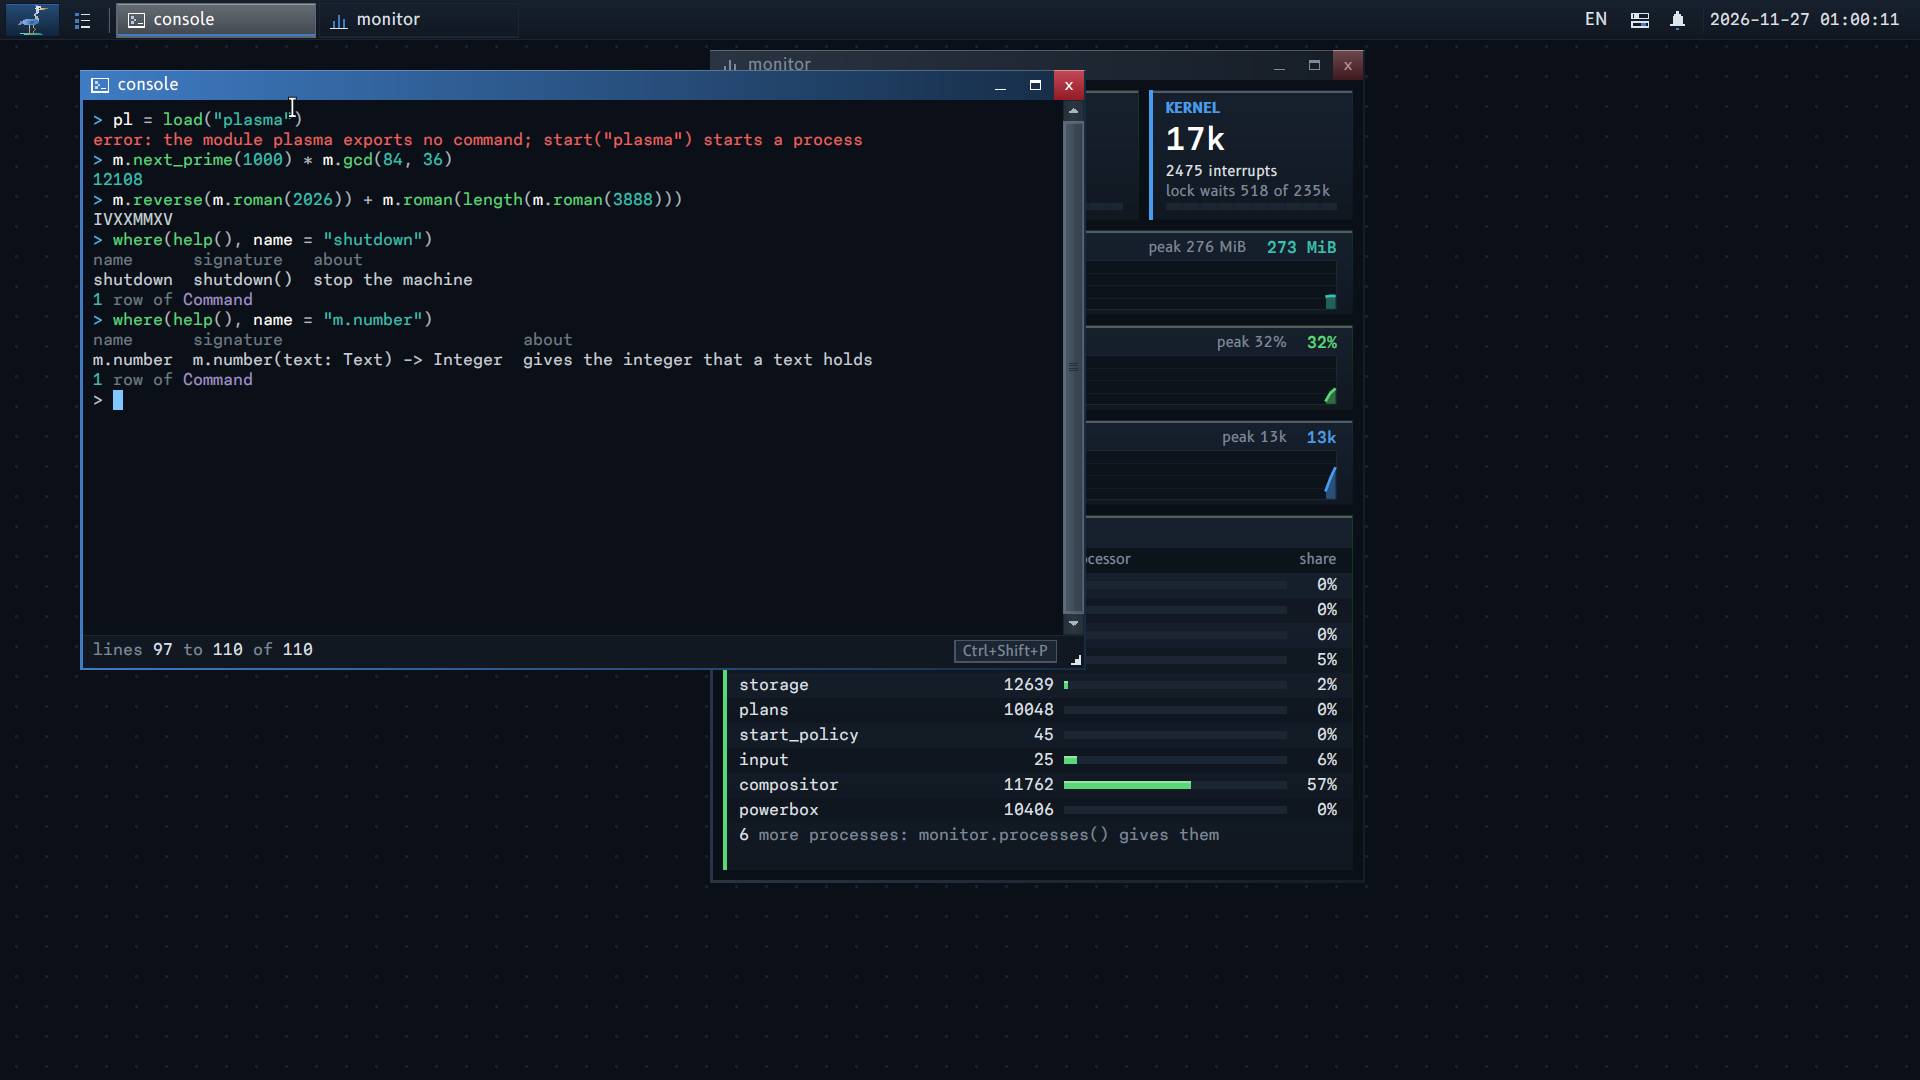 console
monitor
EN
2026-11-27 01:00:11
monitor
console
> pl = load("plasma")
error: the module plasma exports no command; start("plasma") starts a process
> m.next_prime(1000) * m.gcd(84, 36)
12108
> m.reverse(m.roman(2026)) + m.roman(length(m.roman(3888)))
IVXXMMXV
> where(help(), name = "shutdown")
name signature about
shutdown shutdown() stop the machine
1 row of Command
> where(help(), name = "m.number")
name signature about
m.number m.number(text: Text) -> Integer gives the integer that a text holds
1 row of Command
>
lines 97 to 110 of 110
Ctrl+Shift+P
KERNEL
17k
2475 interrupts
lock waits 518 of 235k
peak 276 MiB 273 MiB
peak 32% 32%
peak 13k 13k
cessor share
0%
0%
0%
5%
storage 12639 2%
plans 10048 0%
start_policy 45 0%
input 25 6%
compositor 11762 57%
powerbox 10406 0%
6 more processes: monitor.processes() gives them